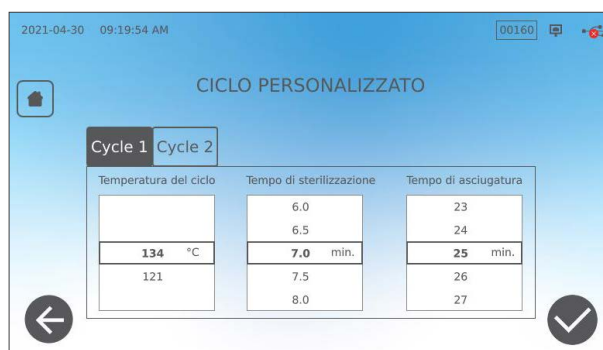 2021-04-30 09:19:54 AM 00160
CICLO PERSONALIZZATO
Cycle 1 Cycle 2
Temperatura del ciclo Tempo di sterilizzazione Tempo di asciugatura
6.0 23
6.5 24
134 °C 7.0 min. 25 min.
121 7.5 26
8.0 27